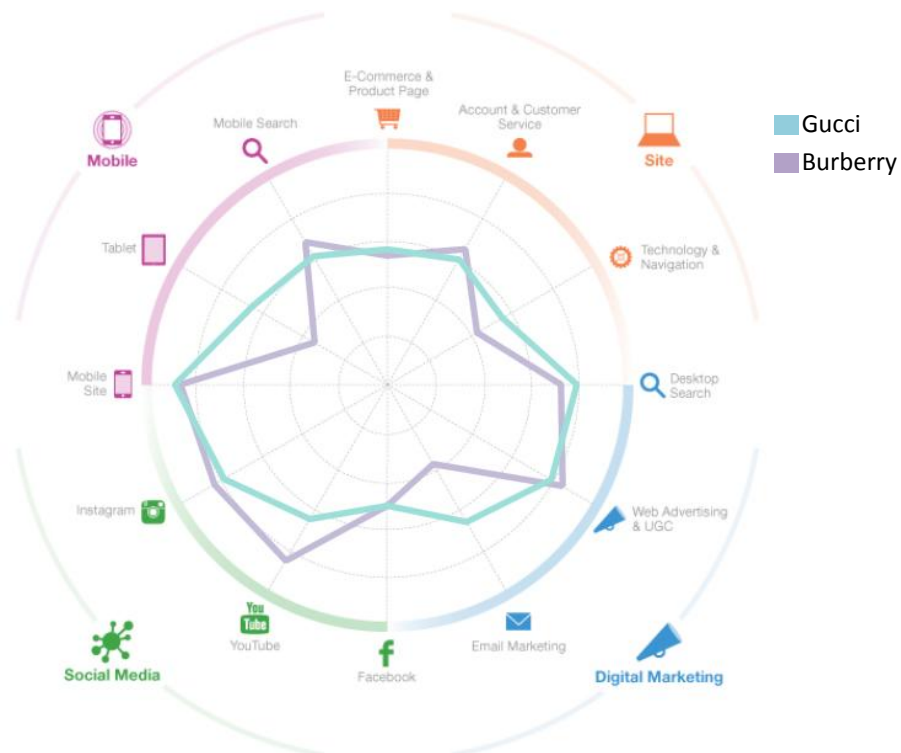 E-Commerce &
Product Page
Account & Customer
Service
Mobile Search
Mobile
Site
Gucci
Burberry
Tablet
Technology &
Navigation
Mobile
Site
Desktop
Search
Instagram
Web Advertising
& UGC
You
Tube
YouTube
Facebook
Email Marketing
Social Media
Digital Marketing